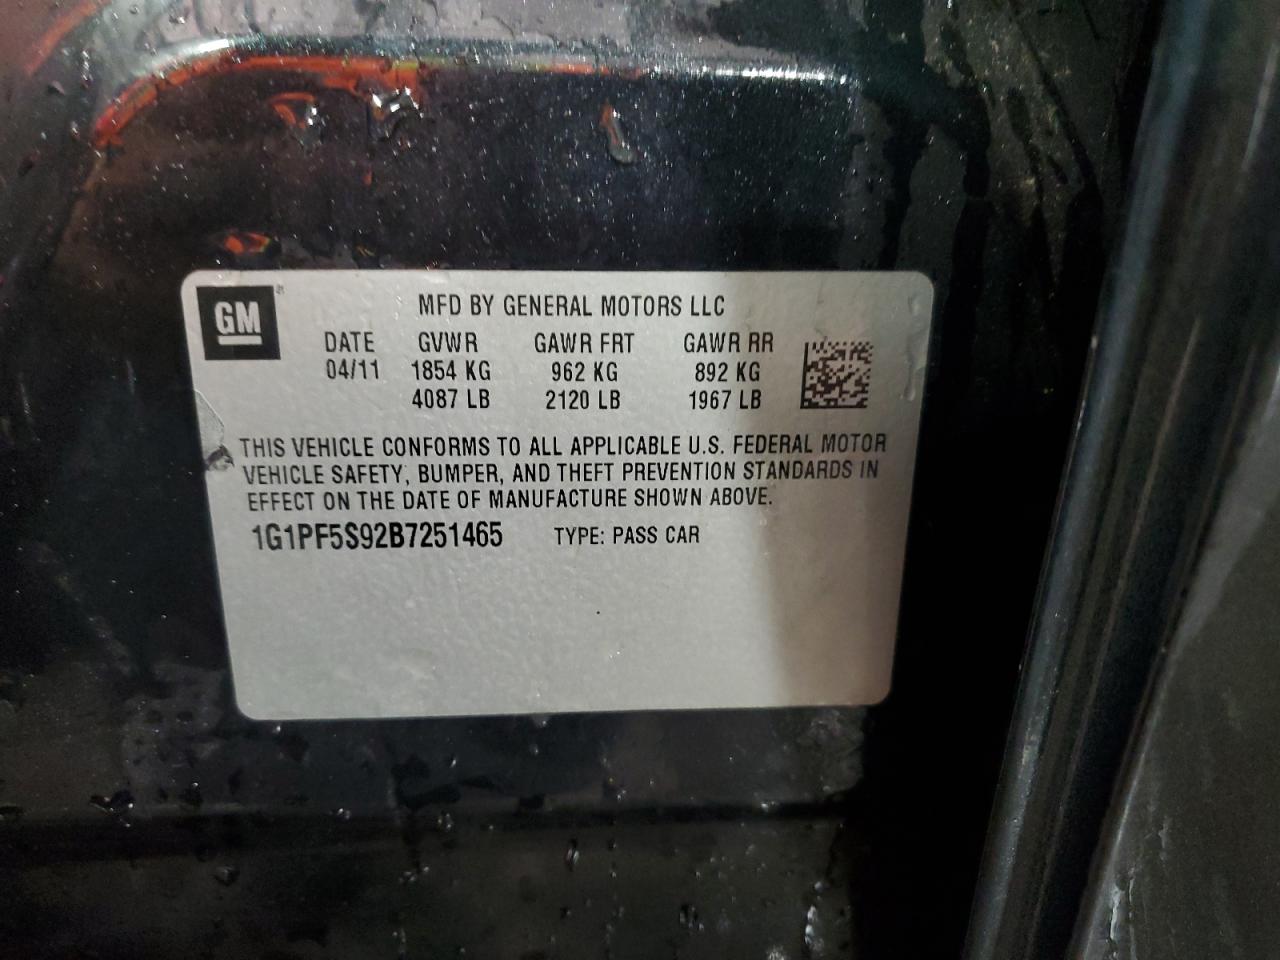 GM
MFD BY GENERAL MOTORS LLC
DATE GVWR GAWR FRT GAWR RR
04/11 1854 KG 962 KG 892 KG
4087 LB 2120 LB 1967 LB
THIS VEHICLE CONFORMS TO ALL APPLICABLE U.S. FEDERAL MOTOR
VEHICLE SAFETY, BUMPER, AND THEFT PREVENTION STANDARDS IN
EFFECT ON THE DATE OF MANUFACTURE SHOWN ABOVE.
1G1PF5S92B7251465 TYPE: PASS CAR